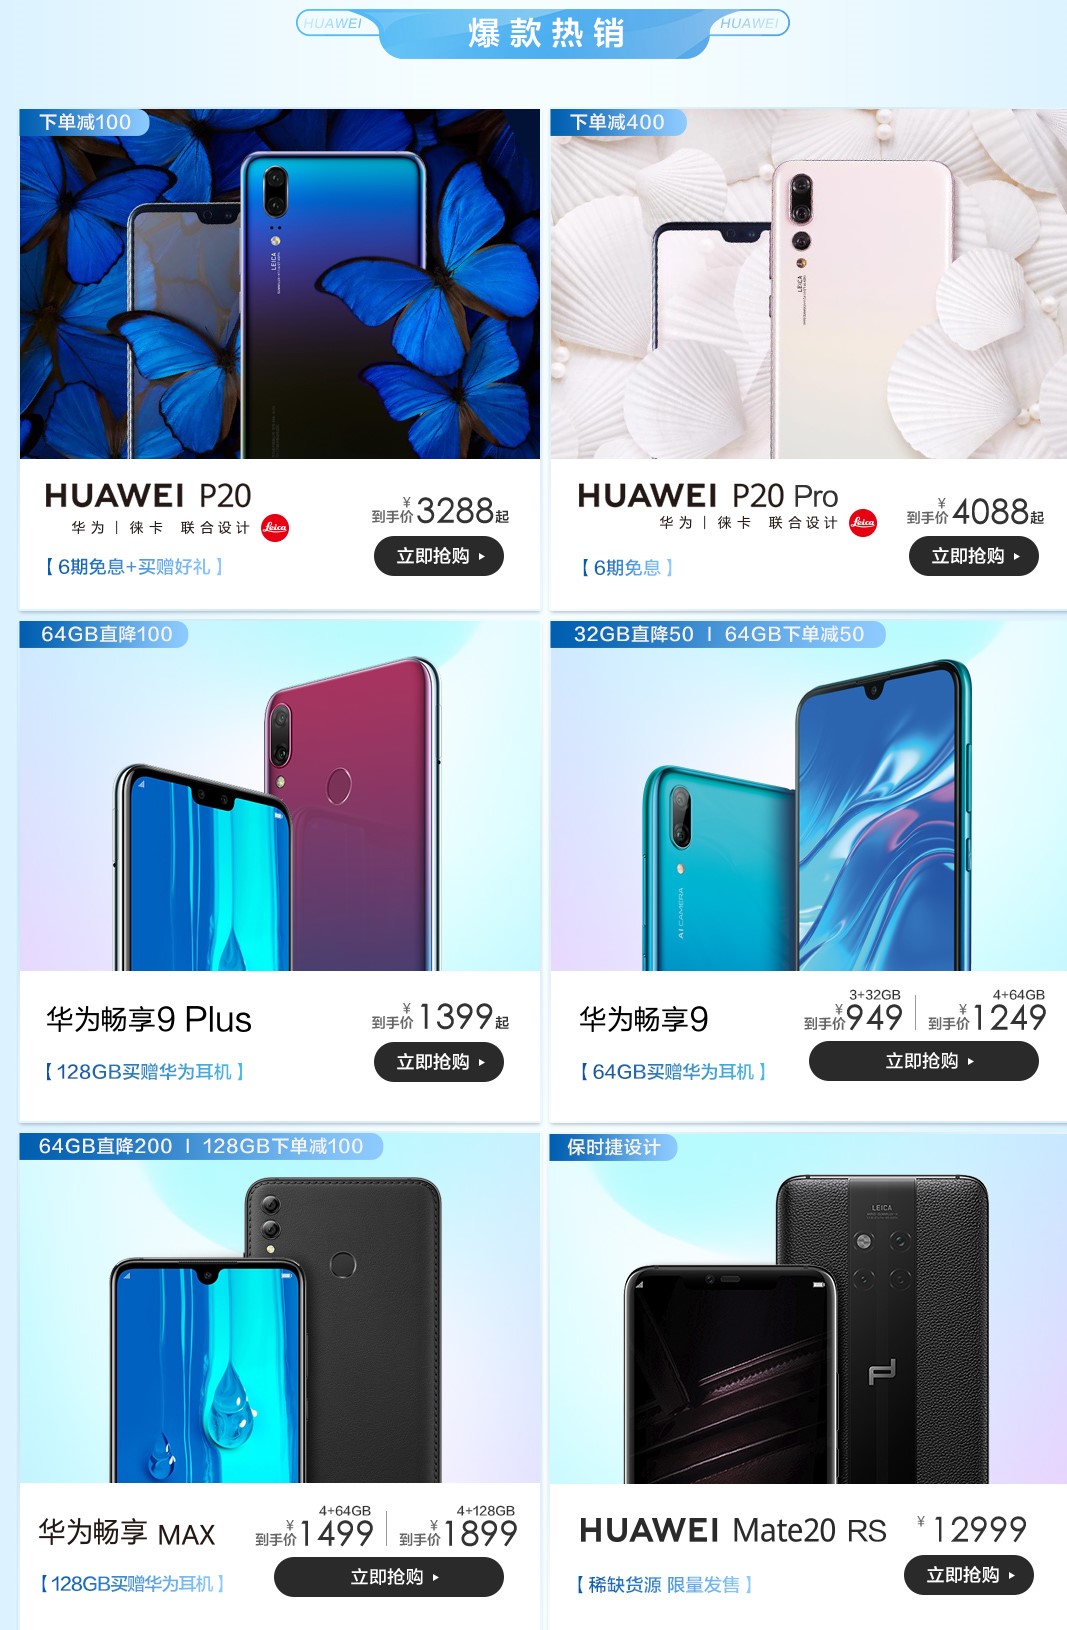 HUAWEI 爆款热销 HUAWEI
下单减100
LEICA
HUAWEI P20
华为 | 徕卡 联合设计 Leica
到手价¥3288起
【6期免息+买赠好礼】
立即抢购
下单减400
LEICA
HUAWEI P20 Pro
华为 | 徕卡 联合设计 Leica
到手价¥4088起
【6期免息】
立即抢购
64GB直降100
华为畅享9 Plus
到手价¥1399起
【128GB买赠华为耳机】
立即抢购
32GB直降50 | 64GB下单减50
AI CAMERA
华为畅享9
3+32GB
到手价¥949
4+64GB
到手价¥1249
【64GB买赠华为耳机】
立即抢购
64GB直降200 | 128GB下单减100
华为畅享 MAX
4+64GB
到手价¥1499
4+128GB
到手价¥1899
【128GB买赠华为耳机】
立即抢购
保时捷设计
LEICA
HUAWEI Mate20 RS
¥12999
【稀缺货源 限量发售】
立即抢购